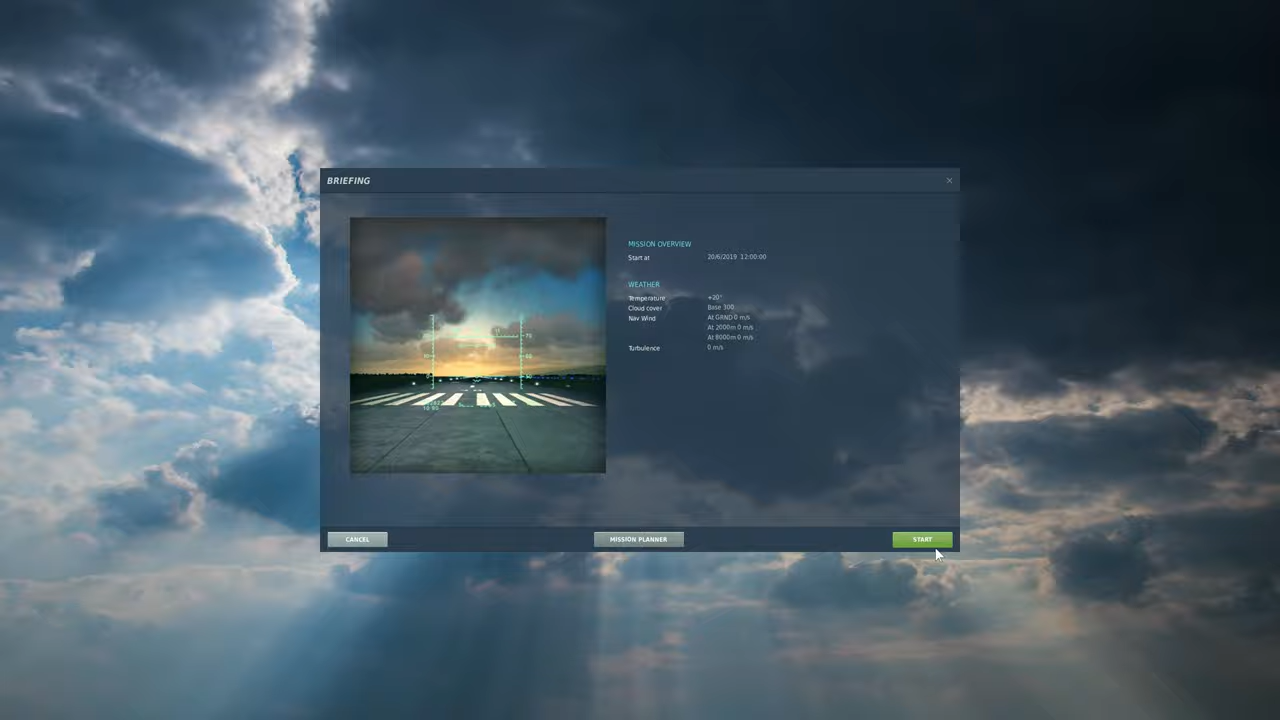 BRIEFING
MISSION OVERVIEW
Start at 20/6/2019 12:00:00
WEATHER
Temperature +20°
Cloud cover Base 300
Nav Wind At GRND 0 m/s
At 2000m 0 m/s
At 8000m 0 m/s
Turbulence 0 m/s
CANCEL
MISSION PLANNER
START